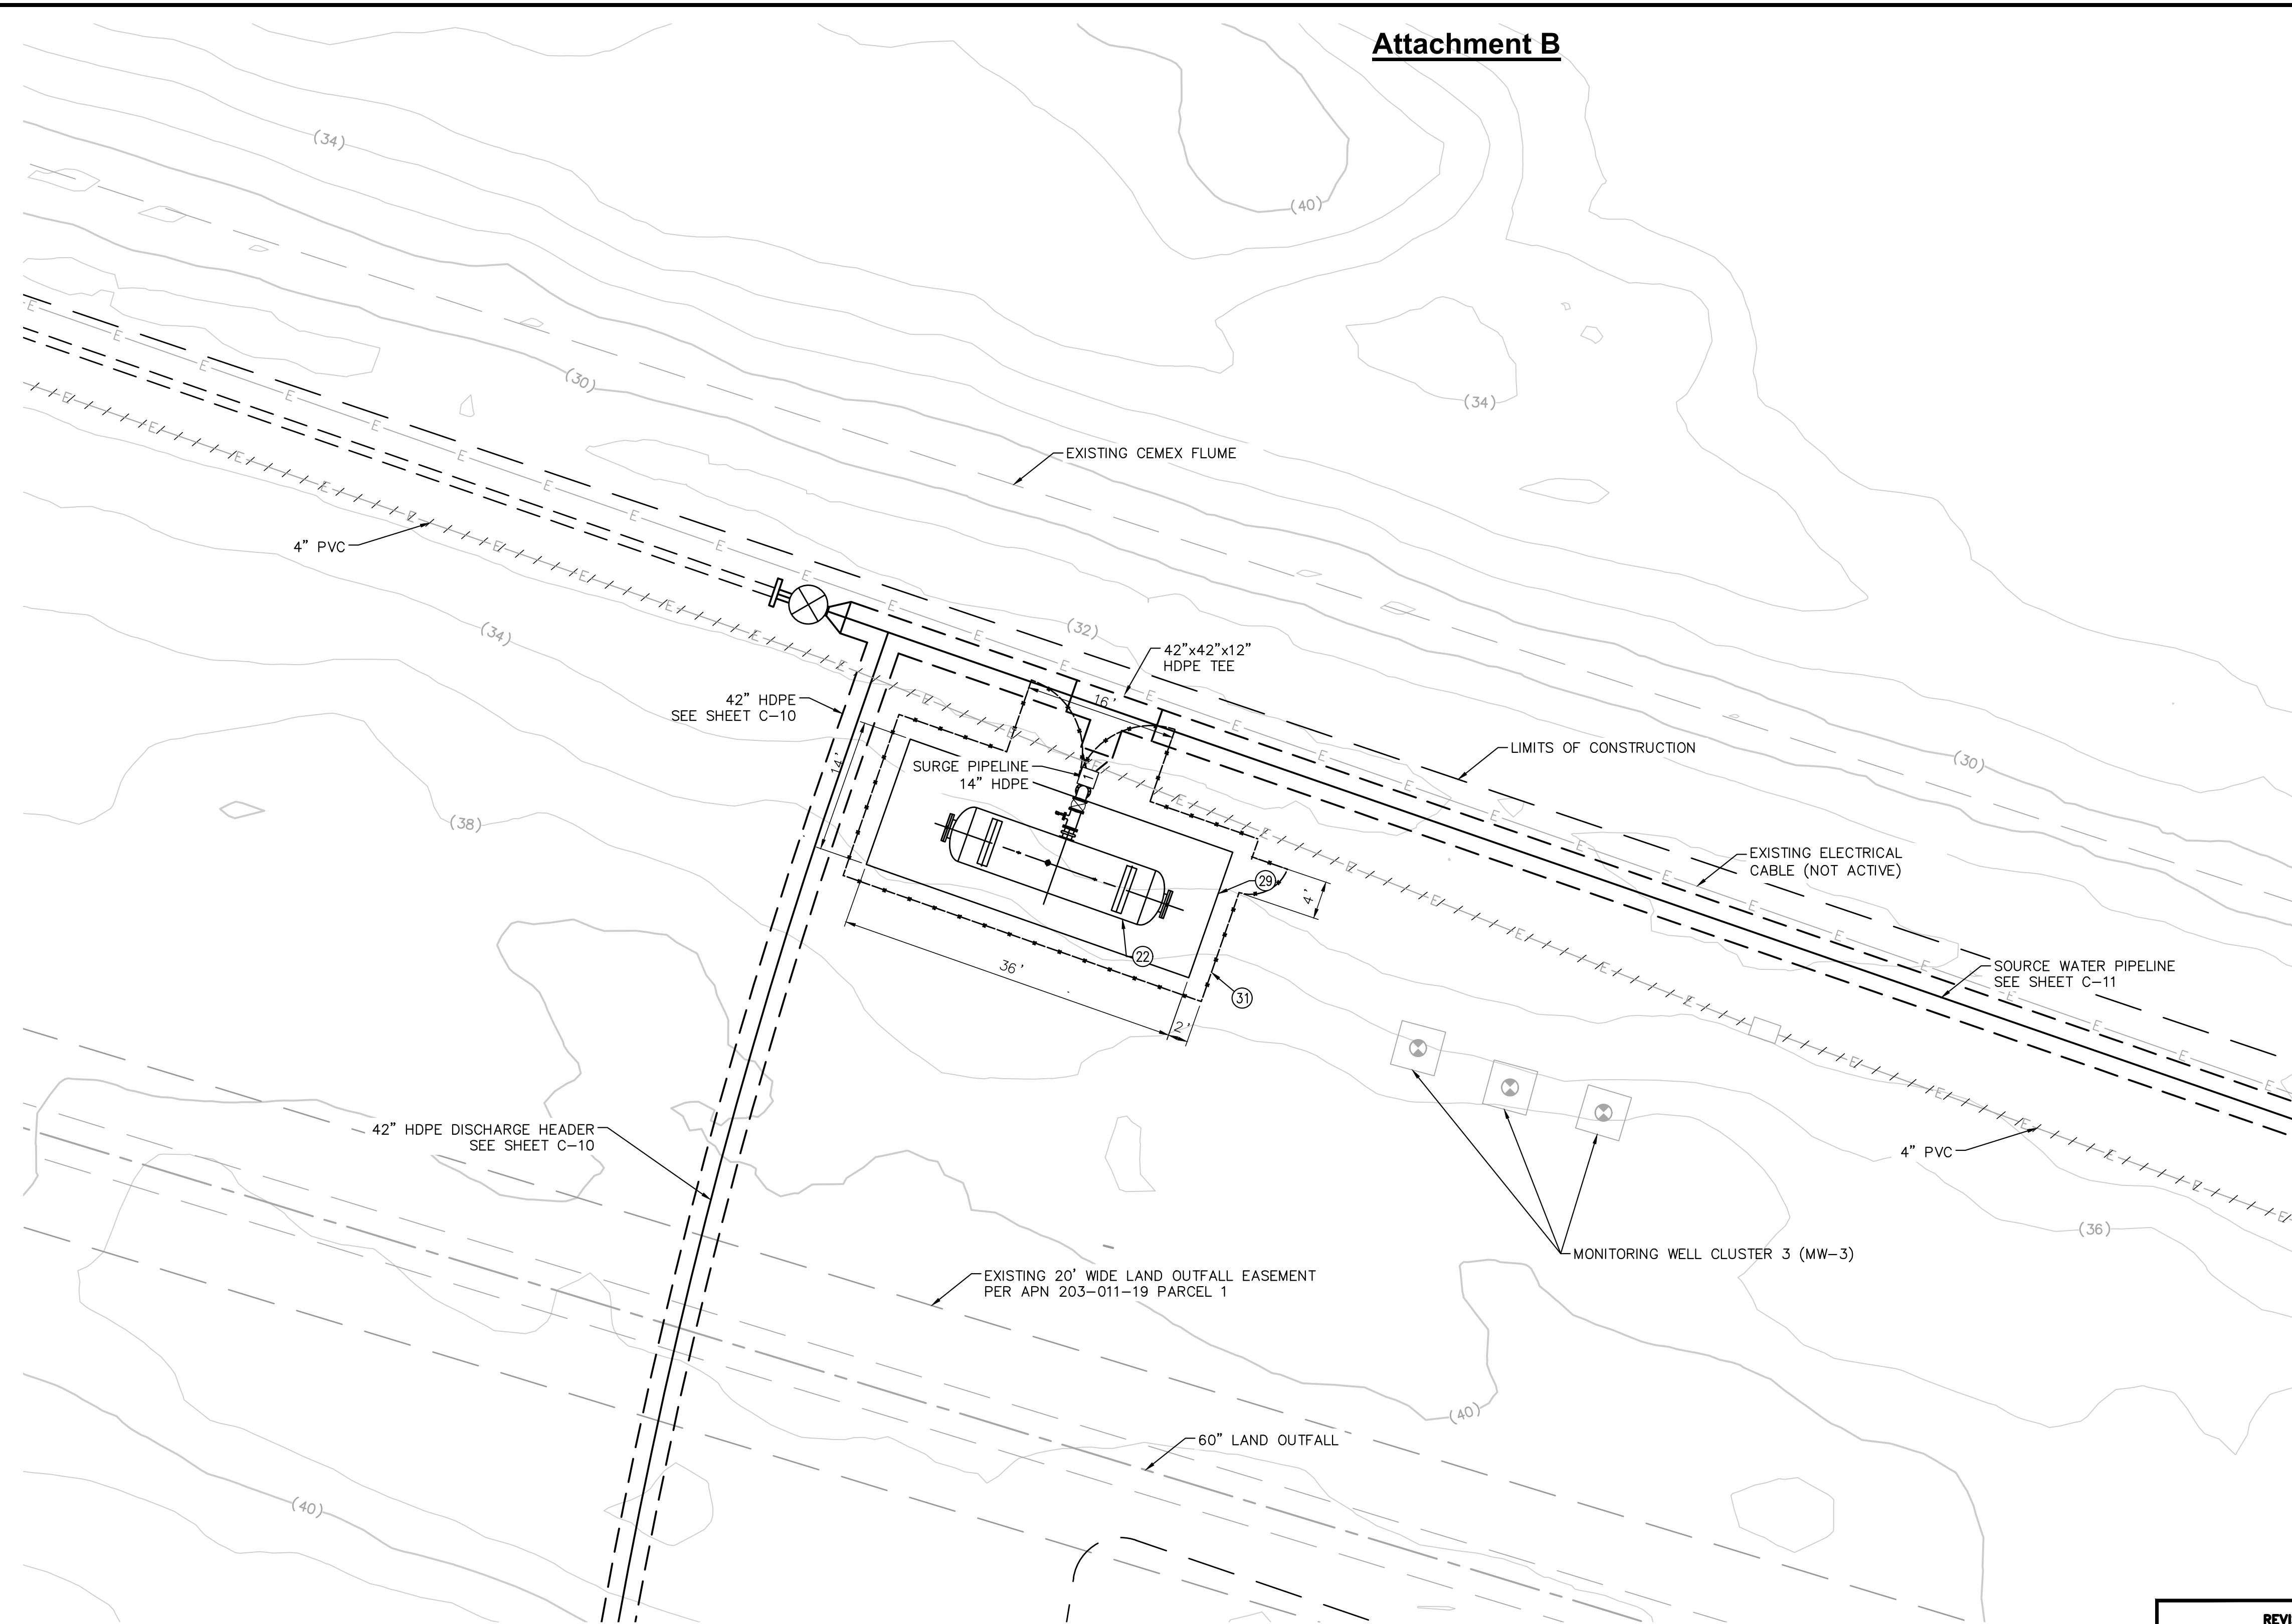 Attachment B
(34)
(40)
(30)
(34)
EXISTING CEMEX FLUME
4" PVC
(34)
(32)
42"x42"x12"
HDPE TEE
16'
42" HDPE
SEE SHEET C-10
14'
SURGE PIPELINE
14" HDPE
LIMITS OF CONSTRUCTION
(30)
(38)
EXISTING ELECTRICAL
CABLE (NOT ACTIVE)
29
4'
22
36'
31
2'
SOURCE WATER PIPELINE
SEE SHEET C-11
42" HDPE DISCHARGE HEADER
SEE SHEET C-10
4" PVC
(36)
MONITORING WELL CLUSTER 3 (MW-3)
EXISTING 20' WIDE LAND OUTFALL EASEMENT
PER APN 203-011-19 PARCEL 1
(40)
60" LAND OUTFALL
(40)